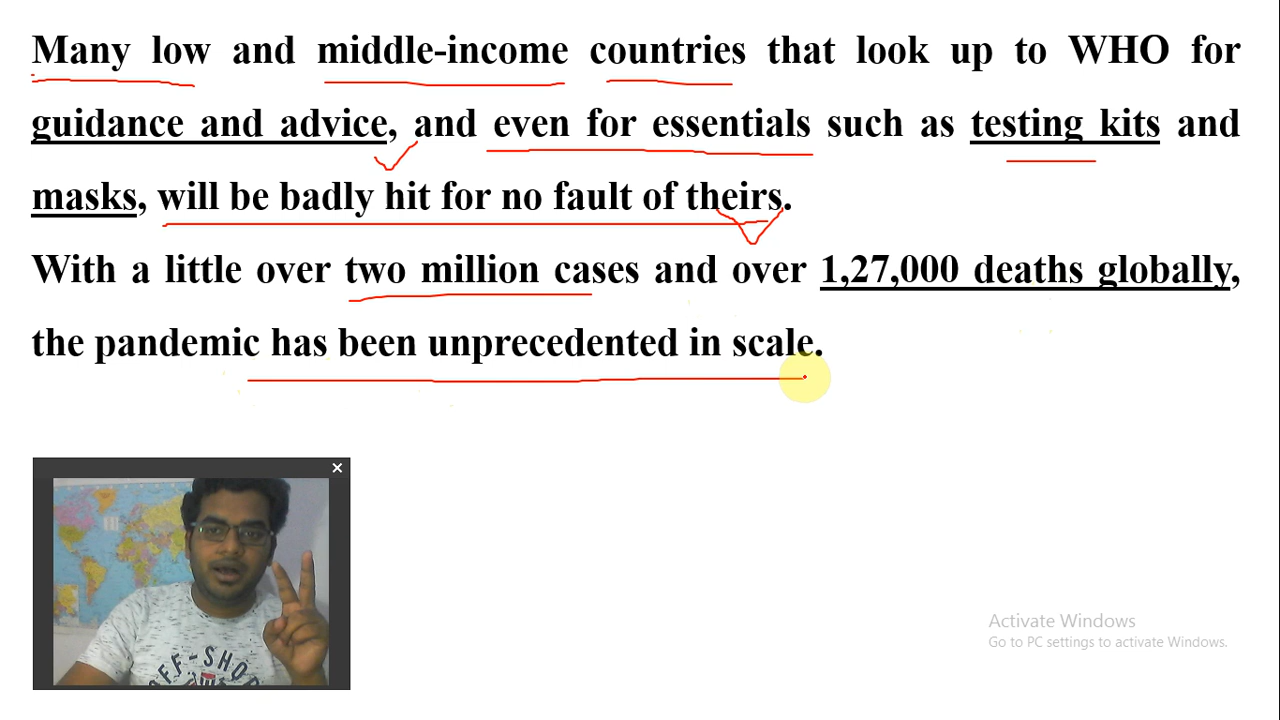 Many low and middle-income countries that look up to WHO for
guidance and advice, and even for essentials such as testing kits and
masks, will be badly hit for no fault of theirs.
With a little over two million cases and over 1,27,000 deaths globally,
the pandemic has been unprecedented in scale.
Activate Windows
Go to PC settings to activate Windows.